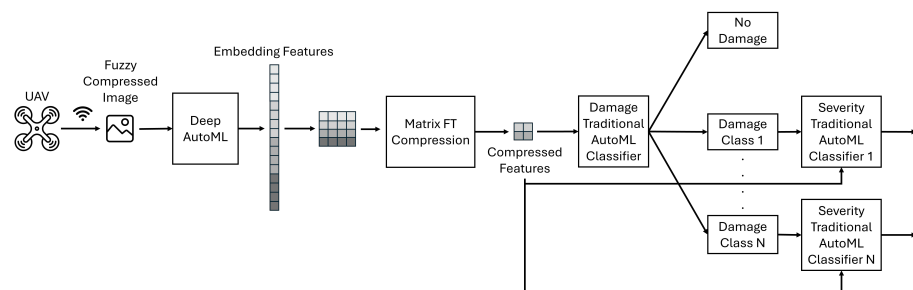 UAV
Fuzzy
Compressed
Image
Deep
AutoML
Embedding Features
Matrix FT
Compression
Compressed
Features
Damage
Traditional
AutoML
Classifier
No
Damage
Damage
Class 1
Severity
Traditional
AutoML
Classifier 1
Damage
Class N
Severity
Traditional
AutoML
Classifier N